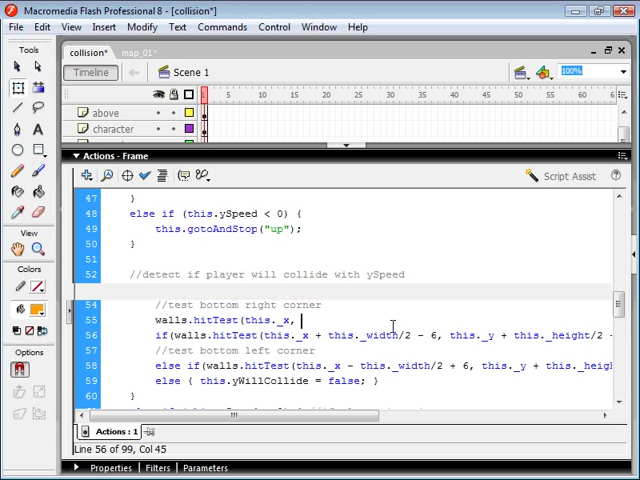 Macromedia Flash Professional 8 - [collision*]
File Edit View Insert Modify Text Commands Control Window Help
Tools
collision* map_01*
Timeline Scene 1 100%
1 5 10 15 20 25 30 35 40 45 50 55 60
above
character
Actions - Frame
Script Assist
47 }
48 else if (this.ySpeed < 0) {
49 this.gotoAndStop("up");
50 }
51
52 //detect if player will collide with ySpeed
54 //test bottom right corner
55 walls.hitTest(this._x,
56 if(walls.hitTest(this._x + this._width/2 - 6, this._y + this._height/2 -
57 //test bottom left corner
58 else if(walls.hitTest(this._x - this._width/2 + 6, this._y + this._heigh
59 else { this.yWillCollide = false; }
60 }
View
Colors
Options
Actions : 1
Line 56 of 99, Col 45
Properties Filters Parameters